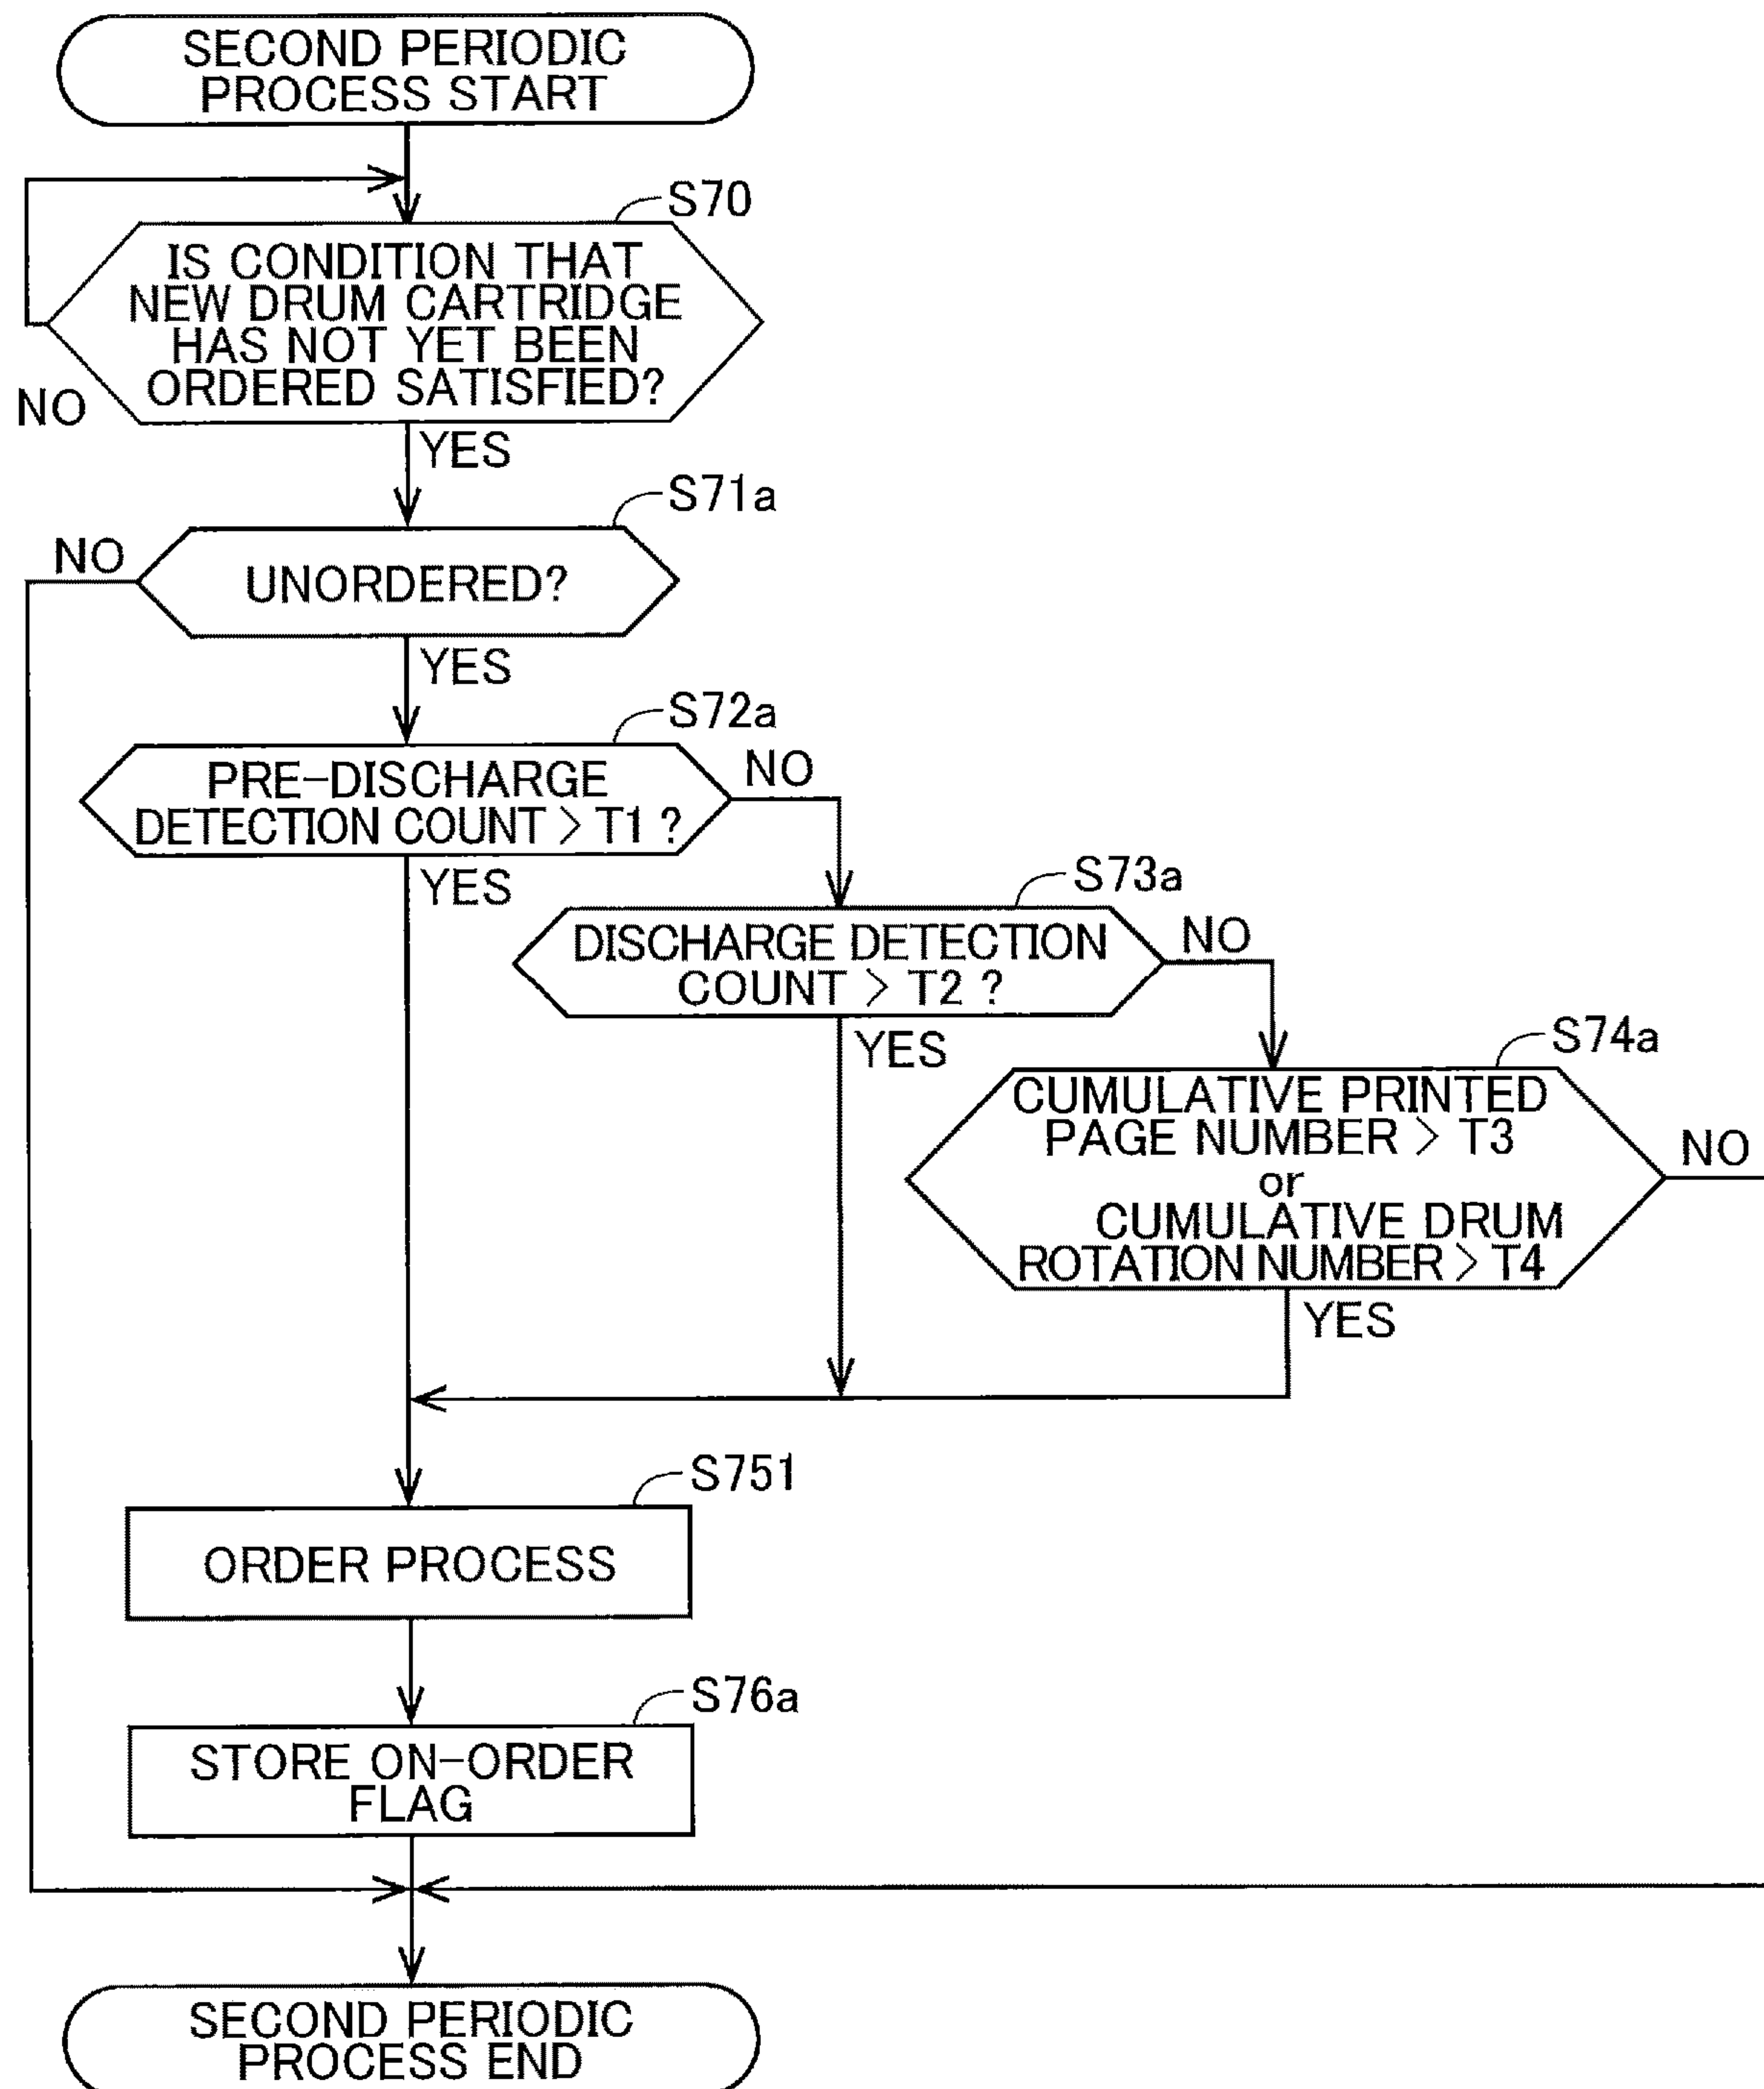 SECOND PERIODIC
PROCESS START
S70
IS CONDITION THAT
NEW DRUM CARTRIDGE
HAS NOT YET BEEN
ORDERED SATISFIED?
NO
YES
S71a
NO
UNORDERED?
YES
S72a
PRE-DISCHARGE
DETECTION COUNT > T1 ?
NO
YES
S73a
DISCHARGE DETECTION
COUNT > T2 ?
NO
YES
S74a
CUMULATIVE PRINTED
PAGE NUMBER > T3
or
CUMULATIVE DRUM
ROTATION NUMBER > T4
NO
YES
S751
ORDER PROCESS
S76a
STORE ON-ORDER
FLAG
SECOND PERIODIC
PROCESS END